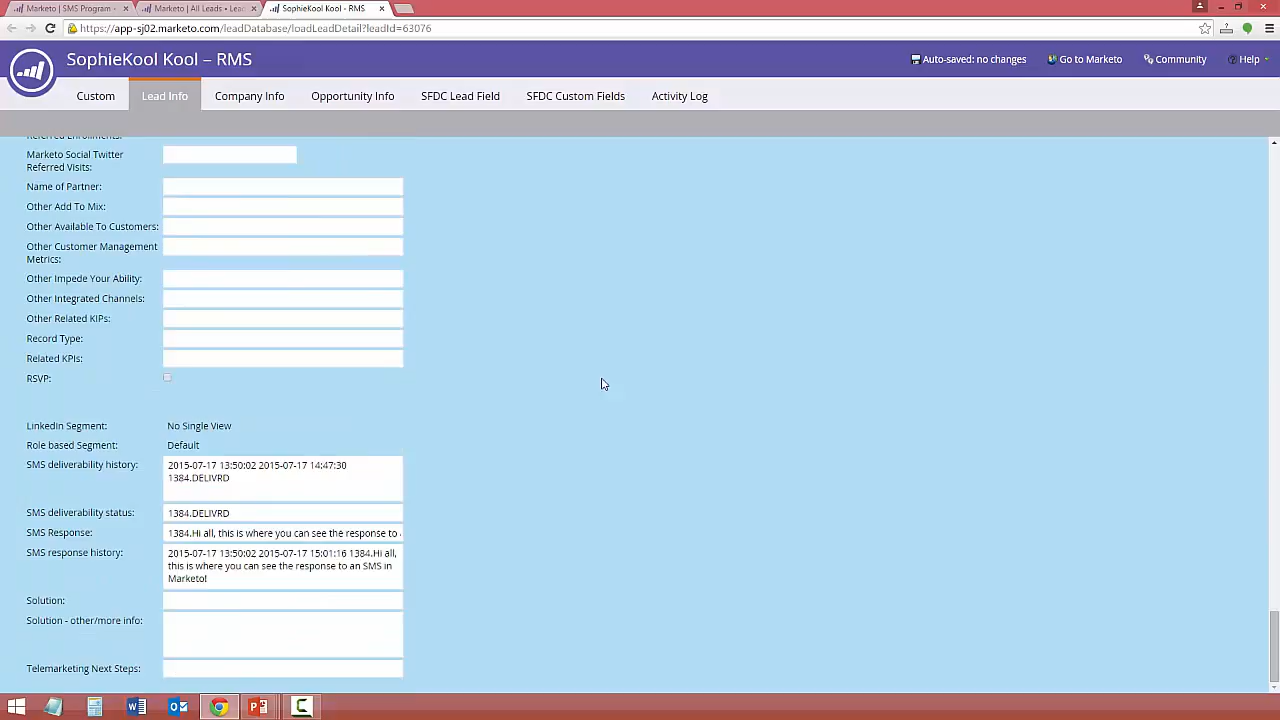 Marketo | SMS Program •
Marketo | All Leads • Lea
SophieKool Kool - RMS
https://app-sj02.marketo.com/leadDatabase/loadLeadDetail?leadId=63076
SophieKool Kool – RMS
Auto-saved: no changes
Go to Marketo
Community
Help
Custom
Lead Info
Company Info
Opportunity Info
SFDC Lead Field
SFDC Custom Fields
Activity Log
Referred Enrollments:
Marketo Social Twitter
Referred Visits:
Name of Partner:
Other Add To Mix:
Other Available To Customers:
Other Customer Management
Metrics:
Other Impede Your Ability:
Other Integrated Channels:
Other Related KIPs:
Record Type:
Related KPIs:
RSVP:
LinkedIn Segment: No Single View
Role based Segment: Default
SMS deliverability history: 2015-07-17 13:50:02 2015-07-17 14:47:30
1384.DELIVRD
SMS deliverability status: 1384.DELIVRD
SMS Response: 1384.Hi all, this is where you can see the response to
SMS response history: 2015-07-17 13:50:02 2015-07-17 15:01:16 1384.Hi all,
this is where you can see the response to an SMS in
Marketo!
Solution:
Solution - other/more info:
Telemarketing Next Steps: